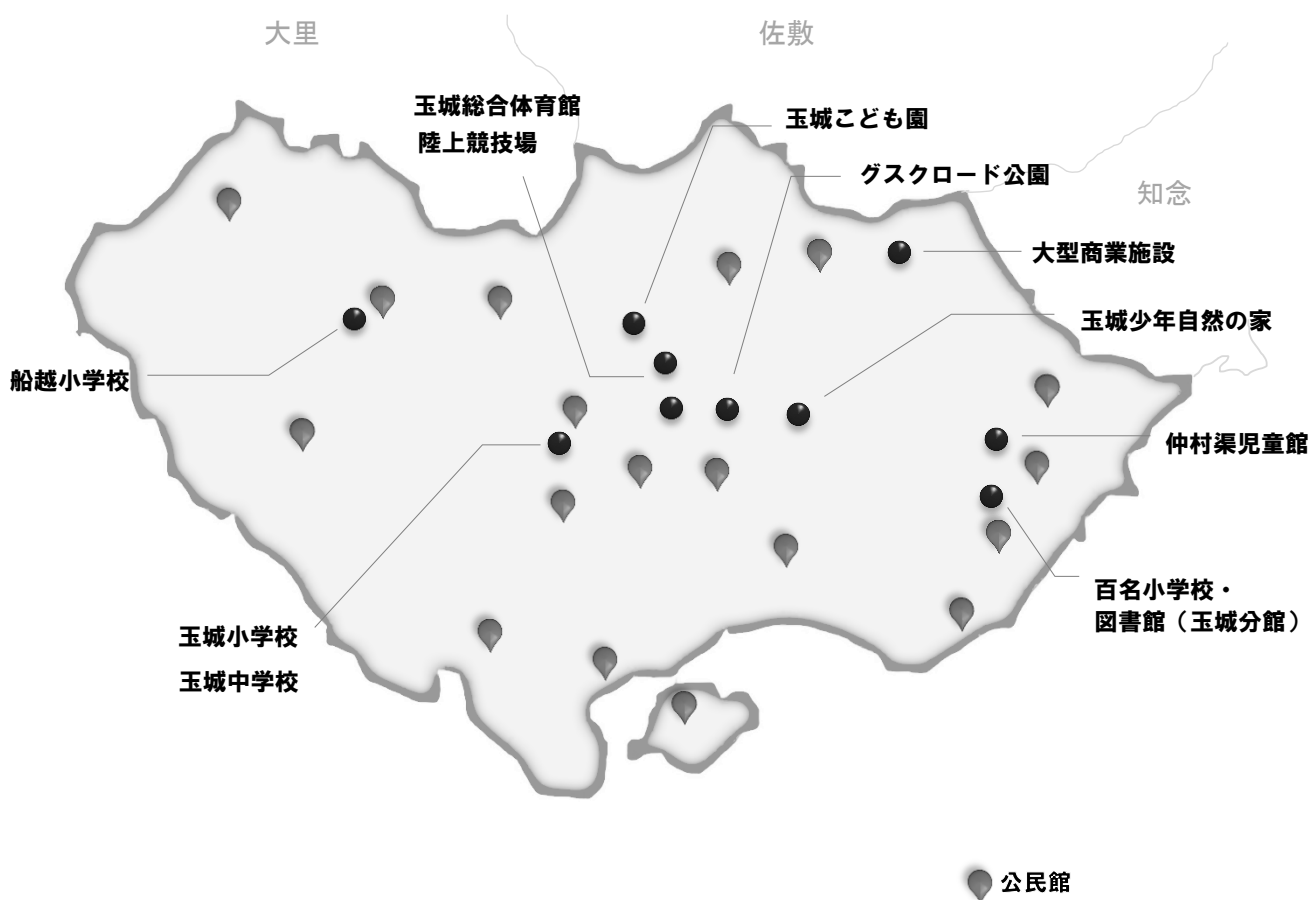 大里
佐敷
玉城総合体育館
陸上競技場
玉城こども園
グスクロード公園
知念
大型商業施設
玉城少年自然の家
船越小学校
仲村渠児童館
百名小学校・
図書館（玉城分館）
玉城小学校
玉城中学校
公民館